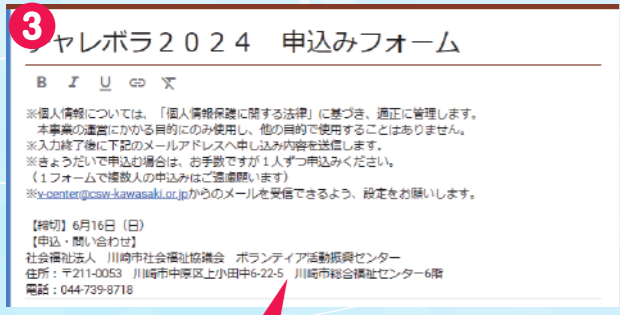 3
チャレボラ2024 申込みフォーム
B I U
※個人情報については、「個人情報保護に関する法律」に基づき、適正に管理します。
本事業の運営にかかる目的にのみ使用し、他の目的で使用することはありません。
※入力終了後に下記のメールアドレスへ申し込み内容を送信します。
※きょうだいで申込む場合は、お手数ですが1人ずつ申込みください。
(1フォームで複数人の申込みはご遠慮願います)
※v-center@csw-kawasaki.or.jpからのメールを受信できるよう、設定をお願いします。
【締切】6月16日(日)
【申込・問い合わせ】
社会福祉法人 川崎市社会福祉協議会 ボランティア活動振興センター
住所:〒211-0053 川崎市中原区上小田中6-22-5 川崎市総合福祉センター6階
電話:044-739-8718